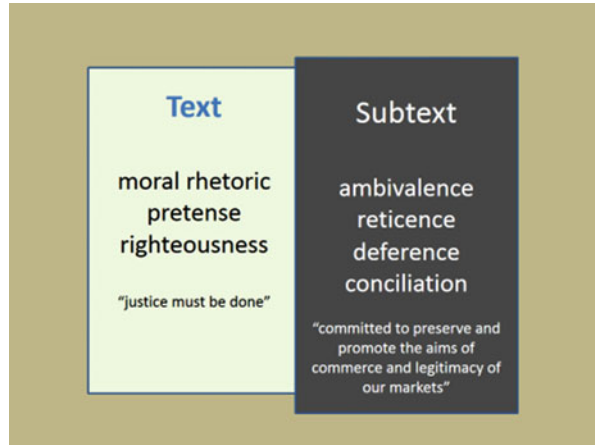 Text
moral rhetoric
pretense
righteousness
“justice must be done”
Subtext
ambivalence
reticence
deference
conciliation
“committed to preserve and
promote the aims of
commerce and legitimacy of
our markets”